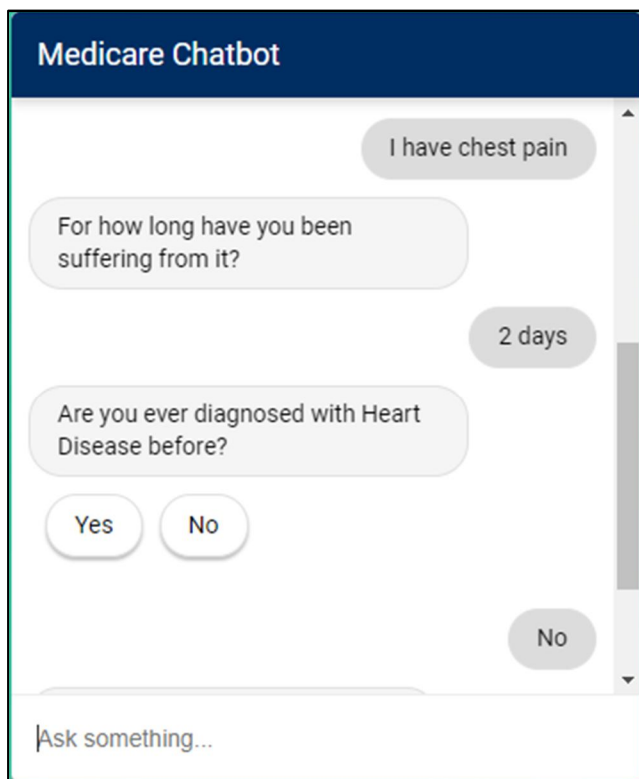 Medicare Chatbot
I have chest pain
For how long have you been
suffering from it?
2 days
Are you ever diagnosed with Heart
Disease before?
Yes No
No
Ask something...